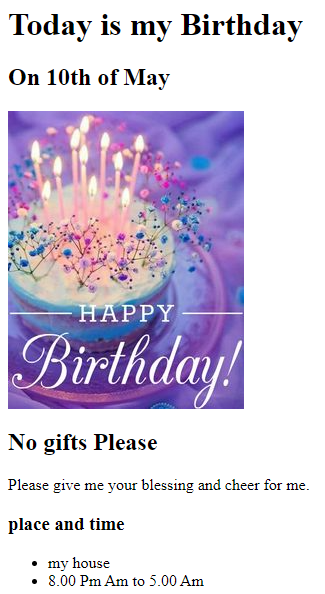 Today is my Birthday
On 10th of May
HAPPY
Birthday!
No gifts Please
Please give me your blessing and cheer for me.
place and time
my house
8.00 Pm Am to 5.00 Am